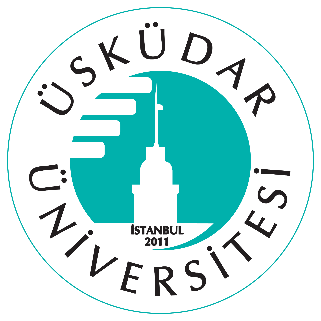 ÜSKÜDAR
ÜNİVERSİTESİ
İSTANBUL
2011